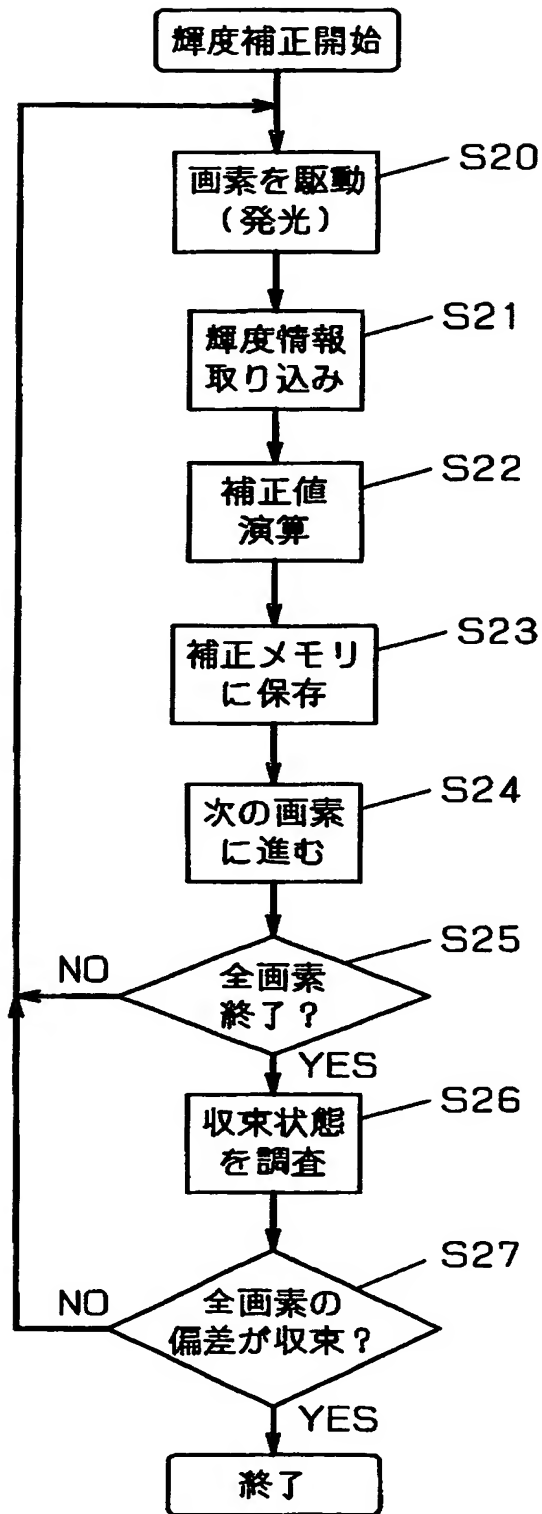 輝度補正開始
画素を駆動
(発光)
S20
輝度情報
取り込み
S21
補正値
演算
S22
補正メモリ
に保存
S23
次の画素
に進む
S24
全画素
終了?
S25
NO
YES
収束状態
を調査
S26
全画素の
偏差が収束?
S27
NO
YES
終了